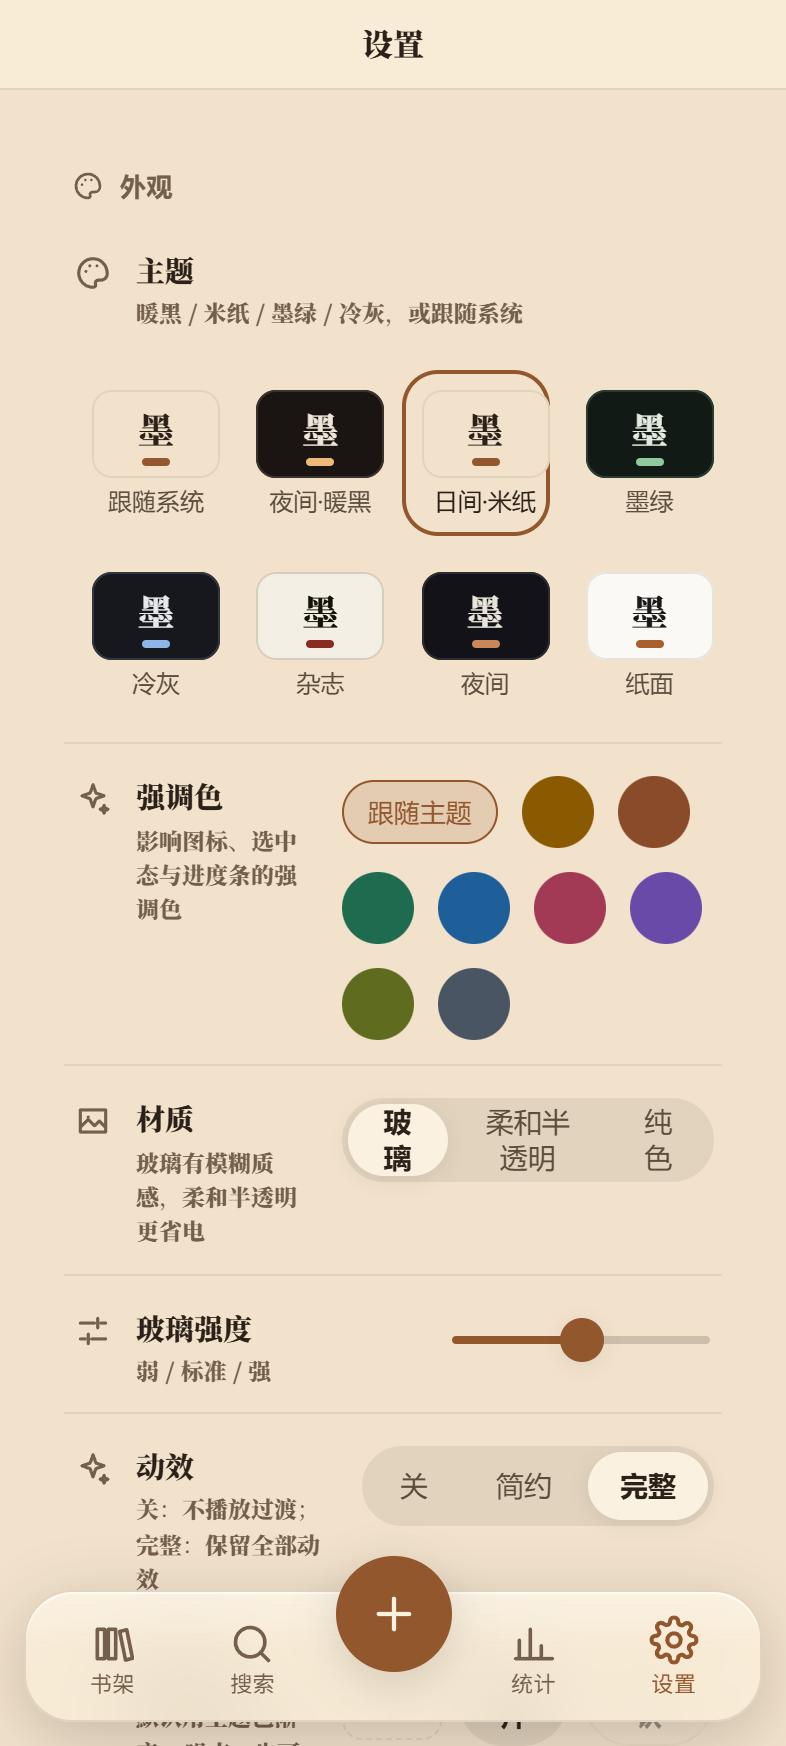 设置
外观
主题
暖黑 / 米纸 / 墨绿 / 冷灰，或跟随系统
墨 墨 墨 墨
跟随系统 夜间·暖黑 日间·米纸 墨绿
墨 墨 墨 墨
冷灰 杂志 夜间 纸面
强调色
跟随主题
影响图标、选中
态与进度条的强
调色
材质
玻
璃
柔和半
透明
纯
色
玻璃有模糊质
感，柔和半透明
更省电
玻璃强度
弱 / 标准 / 强
动效
关 简约 完整
关：不播放过渡；
完整：保留全部动
效
书架 搜索 统计 设置